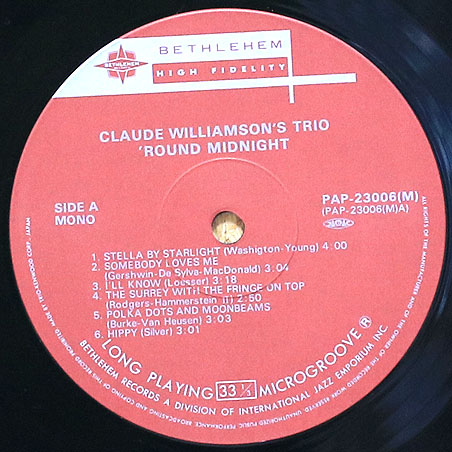 BETHLEHEM
BETHLEHEM
HIGH FIDELITY
CLAUDE WILLIAMSON'S TRIO
'ROUND MIDNIGHT
SIDE A
MONO
PAP-23006(M)
(PAP-23006(M)A)
1. STELLA BY STARLIGHT (Washigton-Young) 4:00
2. SOMEBODY LOVES ME
(Gershwin-De Sylva-MacDonald) 3:04
3. I'LL KNOW (Loesser) 3:18
4. THE SURREY WITH THE FRINGE ON TOP
(Rodgers-Hammerstein II) 2:50
5. POLKA DOTS AND MOONBEAMS
(Burke-Van Heusen) 3:03
6. HIPPY (Silver) 3:01
LONG PLAYING 33 1/3 MICROGROOVE ®
BETHLEHEM RECORDS A DIVISION OF INTERNATIONAL JAZZ EMPORIUM INC.
ALL RIGHTS OF THE MANUFACTURER AND OF THE OWNER OF THE RECORDED WORK RESERVED. UNAUTHORIZED PUBLIC PERFORMANCE, BROADCASTING AND COPYING OF THIS RECORD PROHIBITED